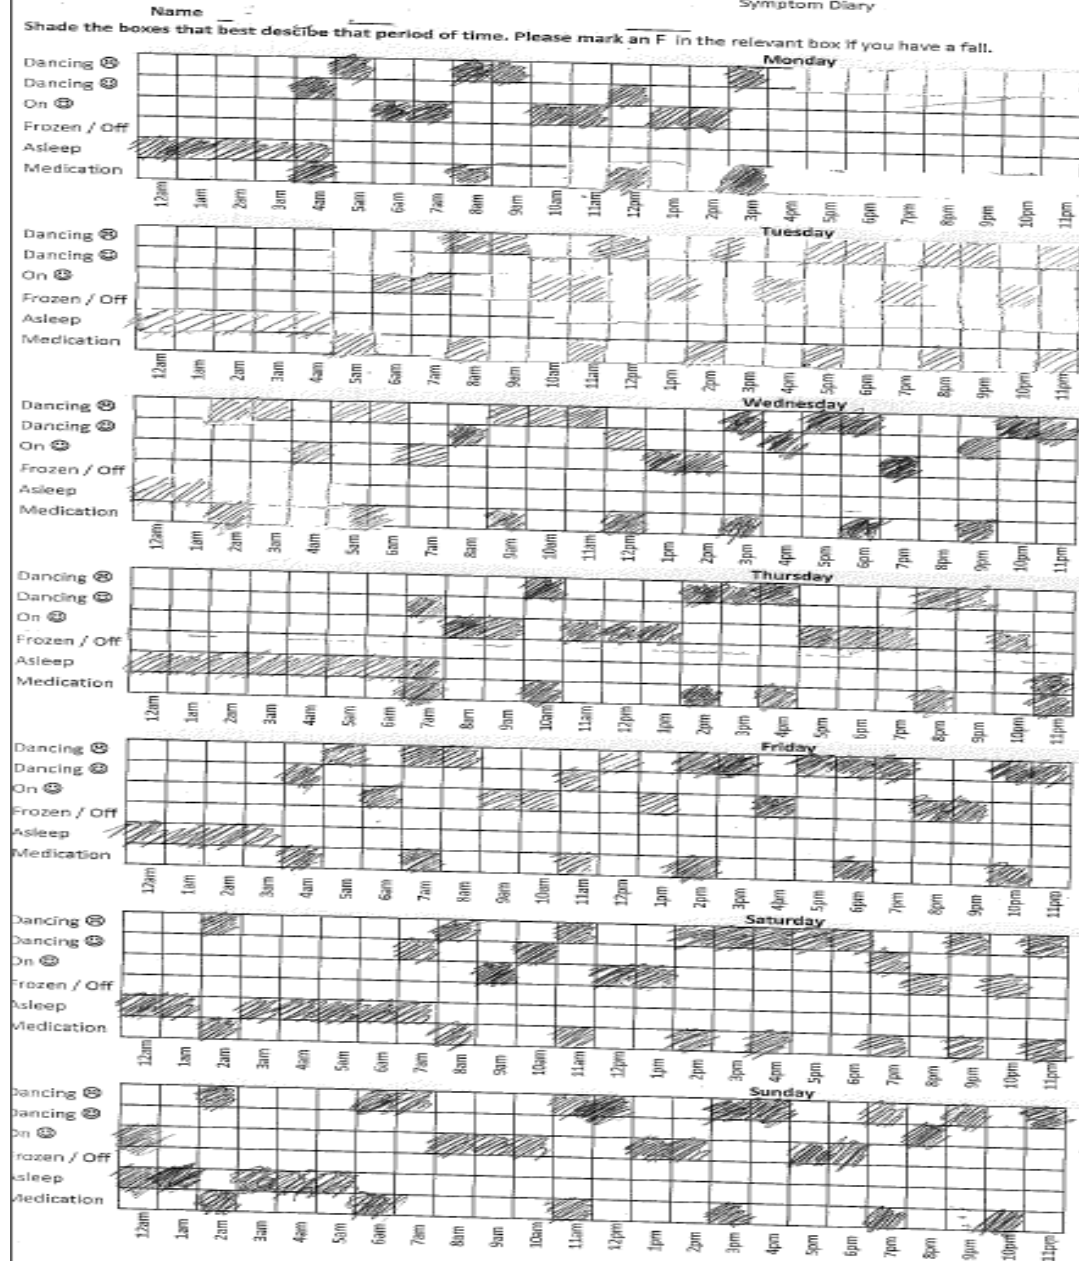 Symptom Diary
Name
Shade the boxes that best descibe that period of time. Please mark an F in the relevant box if you have a fall.
Monday
Dancing ☹
Dancing ☺
On ☺
Frozen / Off
Asleep
Medication
12am 1am 2am 3am 4am 5am 6am 7am 8am 9am 10am 11am 12pm 1pm 2pm 3pm 4pm 5pm 6pm 7pm 8pm 9pm 10pm 11pm
Tuesday
Dancing ☹
Dancing ☺
On ☺
Frozen / Off
Asleep
Medication
12am 1am 2am 3am 4am 5am 6am 7am 8am 9am 10am 11am 12pm 1pm 2pm 3pm 4pm 5pm 6pm 7pm 8pm 9pm 10pm 11pm
Wednesday
Dancing ☹
Dancing ☺
On ☺
Frozen / Off
Asleep
Medication
12am 1am 2am 3am 4am 5am 6am 7am 8am 9am 10am 11am 12pm 1pm 2pm 3pm 4pm 5pm 6pm 7pm 8pm 9pm 10pm 11pm
Thursday
Dancing ☹
Dancing ☺
On ☺
Frozen / Off
Asleep
Medication
12am 1am 2am 3am 4am 5am 6am 7am 8am 9am 10am 11am 12pm 1pm 2pm 3pm 4pm 5pm 6pm 7pm 8pm 9pm 10pm 11pm
Friday
Dancing ☹
Dancing ☺
On ☺
Frozen / Off
Asleep
Medication
12am 1am 2am 3am 4am 5am 6am 7am 8am 9am 10am 11am 12pm 1pm 2pm 3pm 4pm 5pm 6pm 7pm 8pm 9pm 10pm 11pm
Saturday
Dancing ☹
Dancing ☺
On ☺
Frozen / Off
Asleep
Medication
12am 1am 2am 3am 4am 5am 6am 7am 8am 9am 10am 11am 12pm 1pm 2pm 3pm 4pm 5pm 6pm 7pm 8pm 9pm 10pm 11pm
Sunday
Dancing ☹
Dancing ☺
On ☺
Frozen / Off
Asleep
Medication
12am 1am 2am 3am 4am 5am 6am 7am 8am 9am 10am 11am 12pm 1pm 2pm 3pm 4pm 5pm 6pm 7pm 8pm 9pm 10pm 11pm